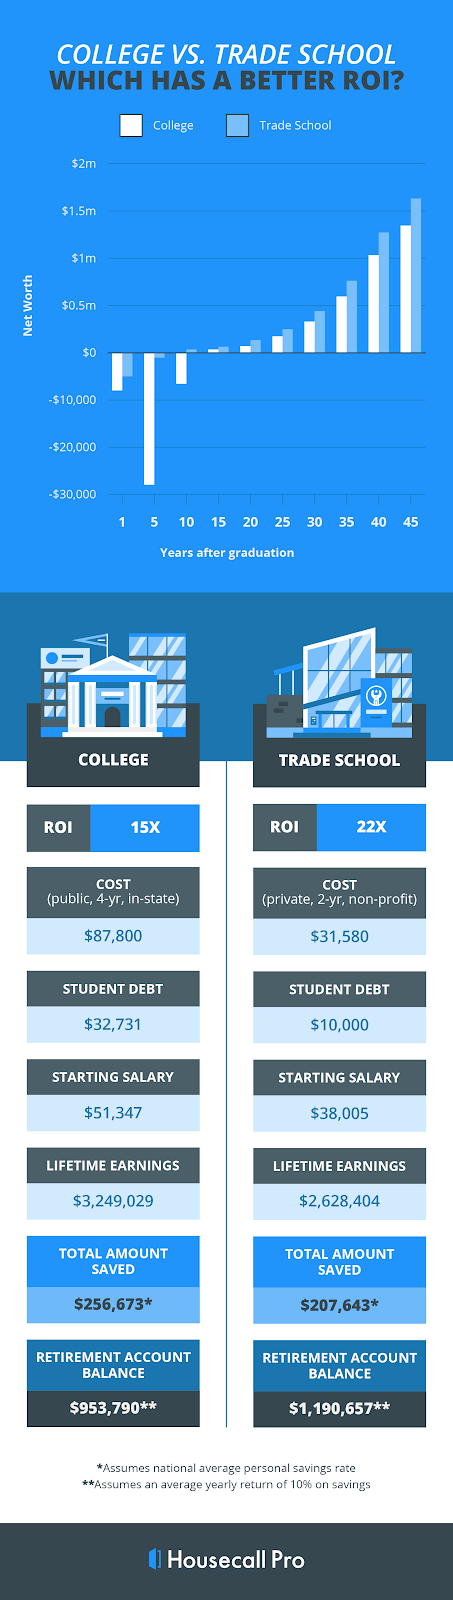 COLLEGE VS. TRADE SCHOOL
WHICH HAS A BETTER ROI?
College
Trade School
$2m
$1.5m
$1m
$0.5m
$0
-$10,000
-$20,000
-$30,000
Net Worth
1 5 10 15 20 25 30 35 40 45
Years after graduation
COLLEGE
ROI 15X
COST
(public, 4-yr, in-state)
$87,800
STUDENT DEBT
$32,731
STARTING SALARY
$51,347
LIFETIME EARNINGS
$3,249,029
TOTAL AMOUNT
SAVED
$256,673*
RETIREMENT ACCOUNT
BALANCE
$953,790**
TRADE SCHOOL
ROI 22X
COST
(private, 2-yr, non-profit)
$31,580
STUDENT DEBT
$10,000
STARTING SALARY
$38,005
LIFETIME EARNINGS
$2,628,404
TOTAL AMOUNT
SAVED
$207,643*
RETIREMENT ACCOUNT
BALANCE
$1,190,657**
*Assumes national average personal savings rate
**Assumes an average yearly return of 10% on savings
Housecall Pro